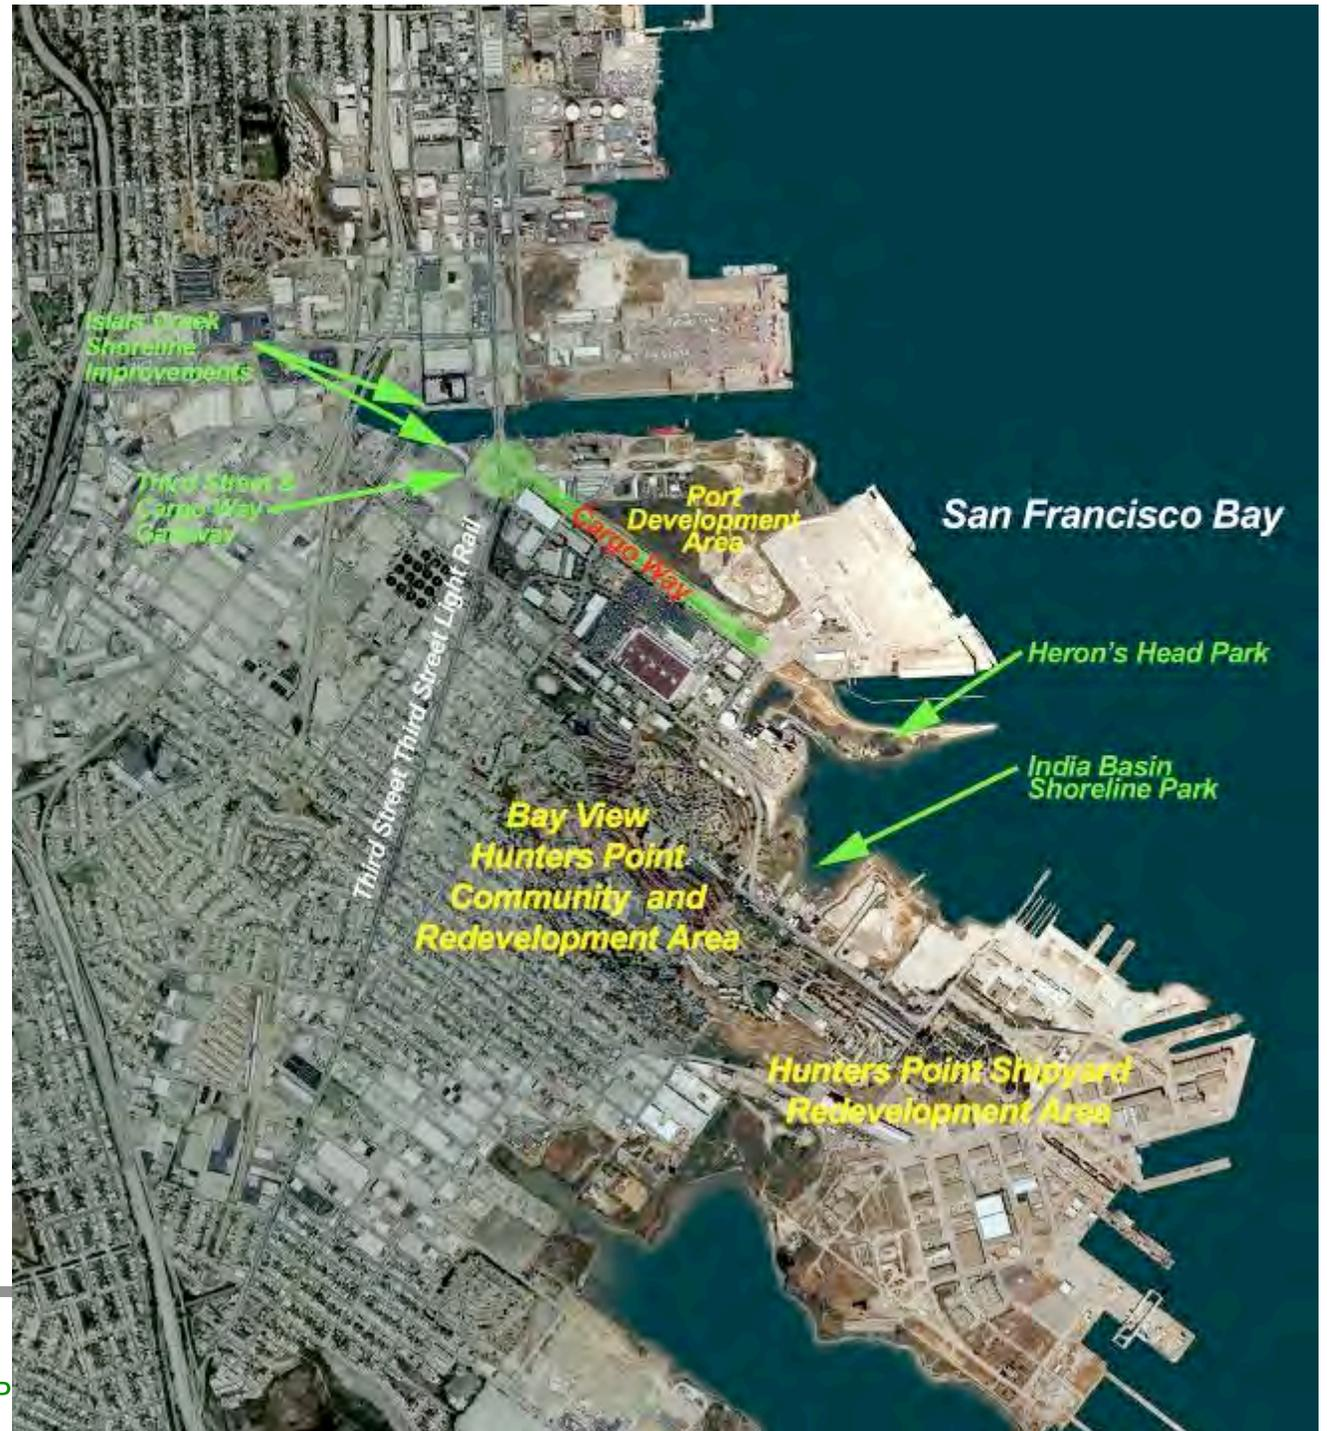 Islais Creek
Shoreline
Improvements
Third Street &
Cargo Way
Gateway
Port
Development
Area
Cargo Way
San Francisco Bay
Third Street Third Street Light Rail
Heron's Head Park
India Basin
Shoreline Park
Bay View
Hunters Point
Community and
Redevelopment Area
Hunters Point Shipyard
Redevelopment Area
P